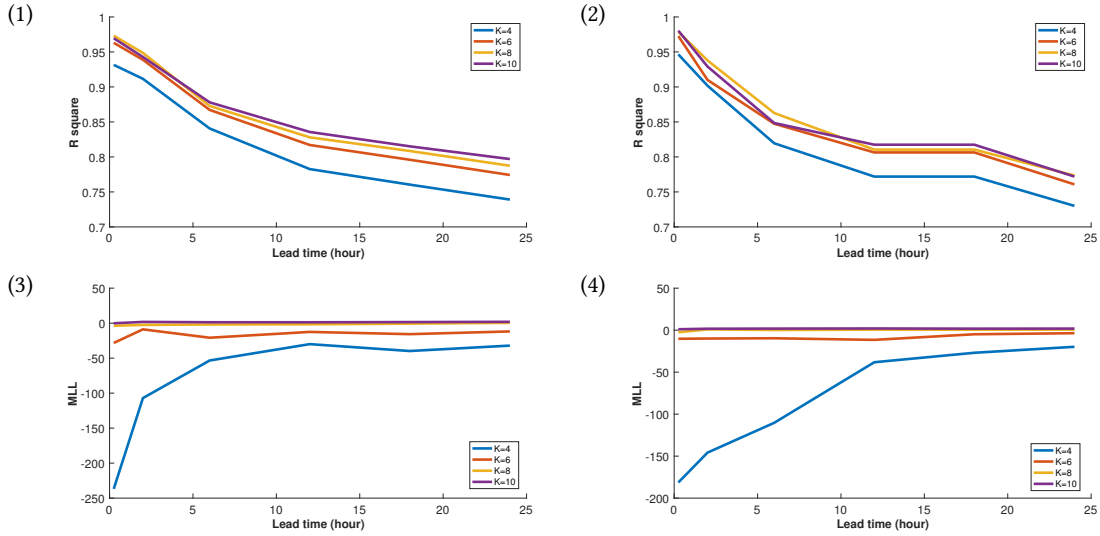 (1)
1
0.95
0.9
0.85
0.8
0.75
0.7
R square
0
5
10
15
20
25
Lead time (hour)
K=4
K=6
K=8
K=10
(2)
1
0.95
0.9
0.85
0.8
0.75
0.7
R square
0
5
10
15
20
25
Lead time (hour)
K=4
K=6
K=8
K=10
(3)
50
0
-50
-100
-150
-200
-250
MLL
0
5
10
15
20
25
Lead time (hour)
K=4
K=6
K=8
K=10
(4)
50
0
-50
-100
-150
-200
MLL
0
5
10
15
20
25
Lead time (hour)
K=4
K=6
K=8
K=10